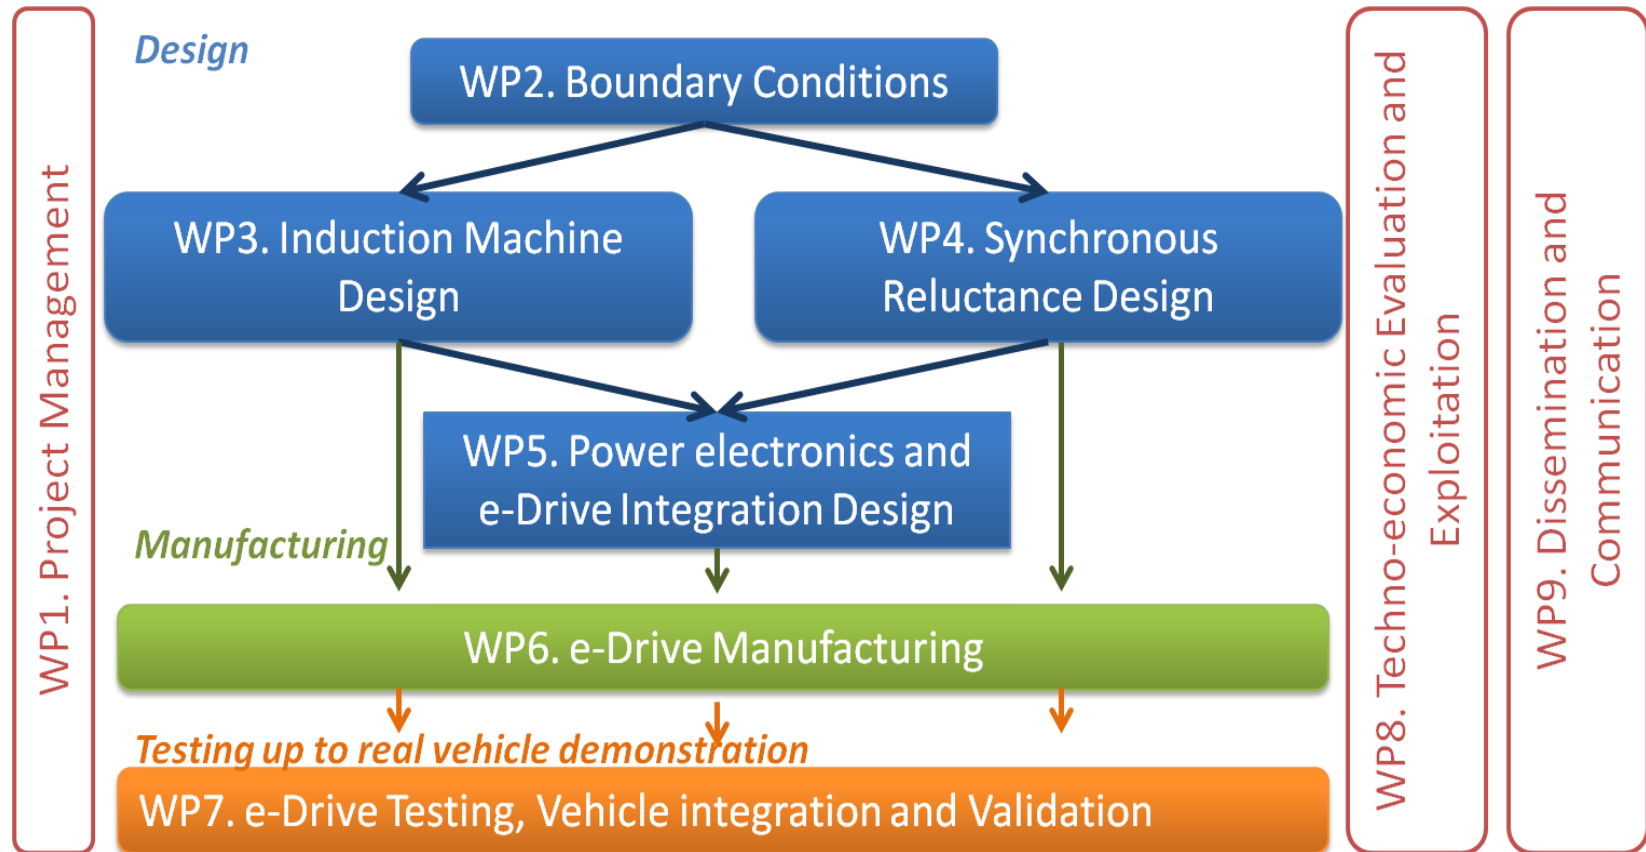 WP1. Project Management
Design
WP2. Boundary Conditions
WP3. Induction Machine
Design
WP4. Synchronous
Reluctance Design
WP5. Power electronics and
e-Drive Integration Design
Manufacturing
WP6. e-Drive Manufacturing
Testing up to real vehicle demonstration
WP7. e-Drive Testing, Vehicle integration and Validation
WP8. Techno-economic Evaluation and
Exploitation
WP9. Dissemination and
Communication